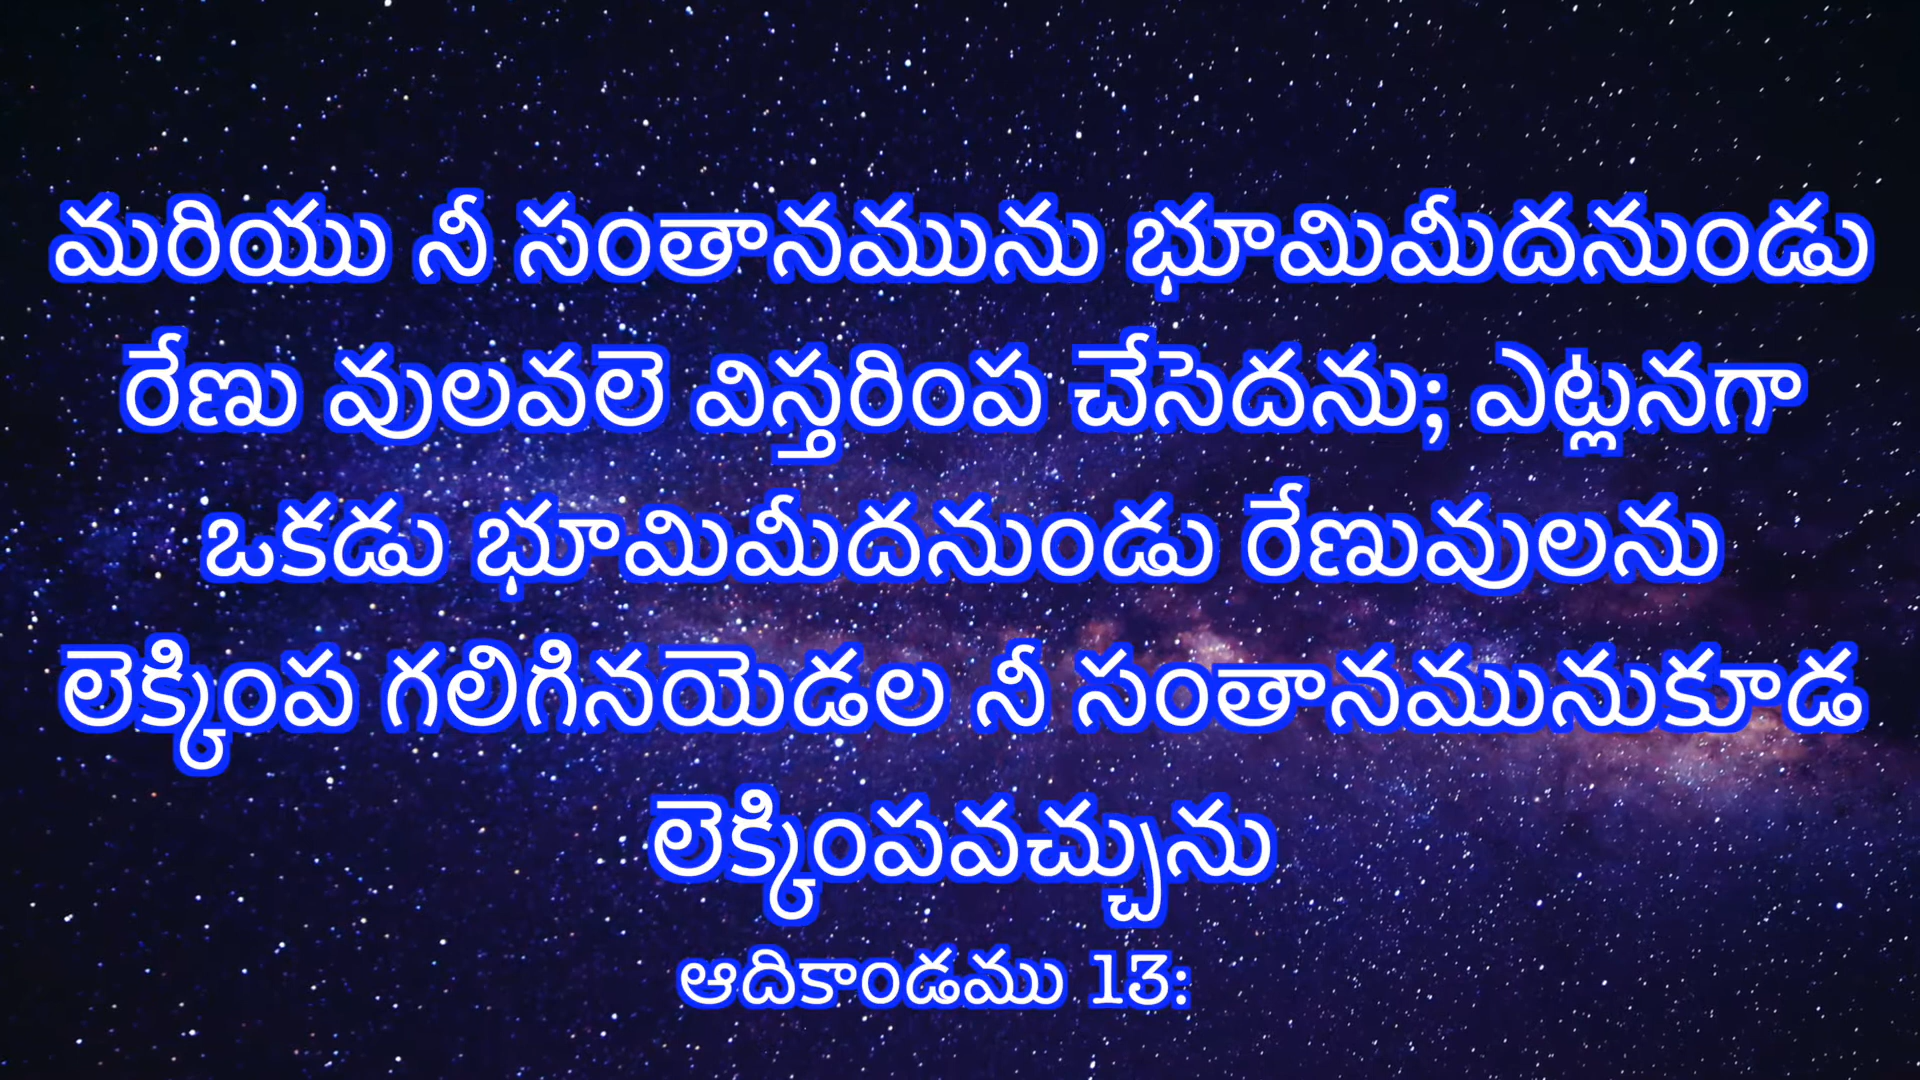 మరియు నీ సంతానమును భూమిమీదనుండు
రేణు వులవలె విస్తరింప చేసెదను; ఎట్లనగా
ఒకడు భూమిమీదనుండు రేణువులను
లెక్కింప గలిగినయెడల నీ సంతానమునుకూడ
లెక్కింపవచ్చును
ఆదికాండము 13: